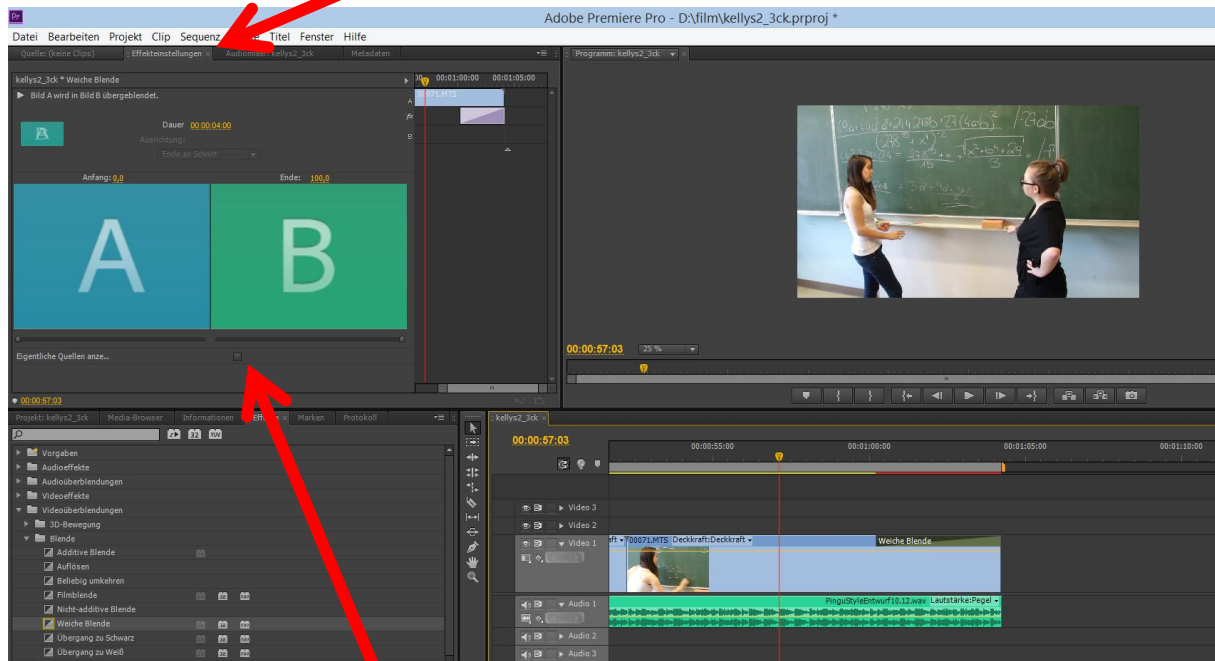 Pr Adobe Premiere Pro - D:\film\kellys2_3ck.prproj *
Datei Bearbeiten Projekt Clip Sequenz Titel Fenster Hilfe
Quelle: (keine Clips) Effekteinstellungen × kellys2_3ck Metadaten
Programm: kellys2_3ck
kellys2_3ck * Weiche Blende
00:01:00:00 00:01:05:00
Bild A wird in Bild B übergeblendet.
00071.MTS
A
fx
Dauer 00:00:04:00
Ausrichtung:
B
Ende an Schnitt
Anfang: 0,0 Ende: 100,0
A B
Eigentliche Quellen anze...
00:00:57:03 25 %
00:00:57:03
Projekt: kellys2_3ck Media-Browser Informationen × Marken Protokoll
kellys2_3ck ×
32 YUV
00:00:57:03
00:00:55:00 00:01:00:00 00:01:05:00 00:01:10:00
Vorgaben
Audioeffekte
Audioüberblendungen
Videoeffekte
Videoüberblendungen
3D-Bewegung
Blende
Additive Blende
Auflösen
Beliebig umkehren
Filmblende
Nicht-additive Blende
Weiche Blende
Übergang zu Schwarz
Übergang zu Weiß
Video 3
Video 2
Video 1
00071.MTS Deckkraft:Deckkraft Weiche Blende
Audio 1
PinguStyleEntwurf10.12.wav Lautstärke:Pegel
Audio 2
Audio 3